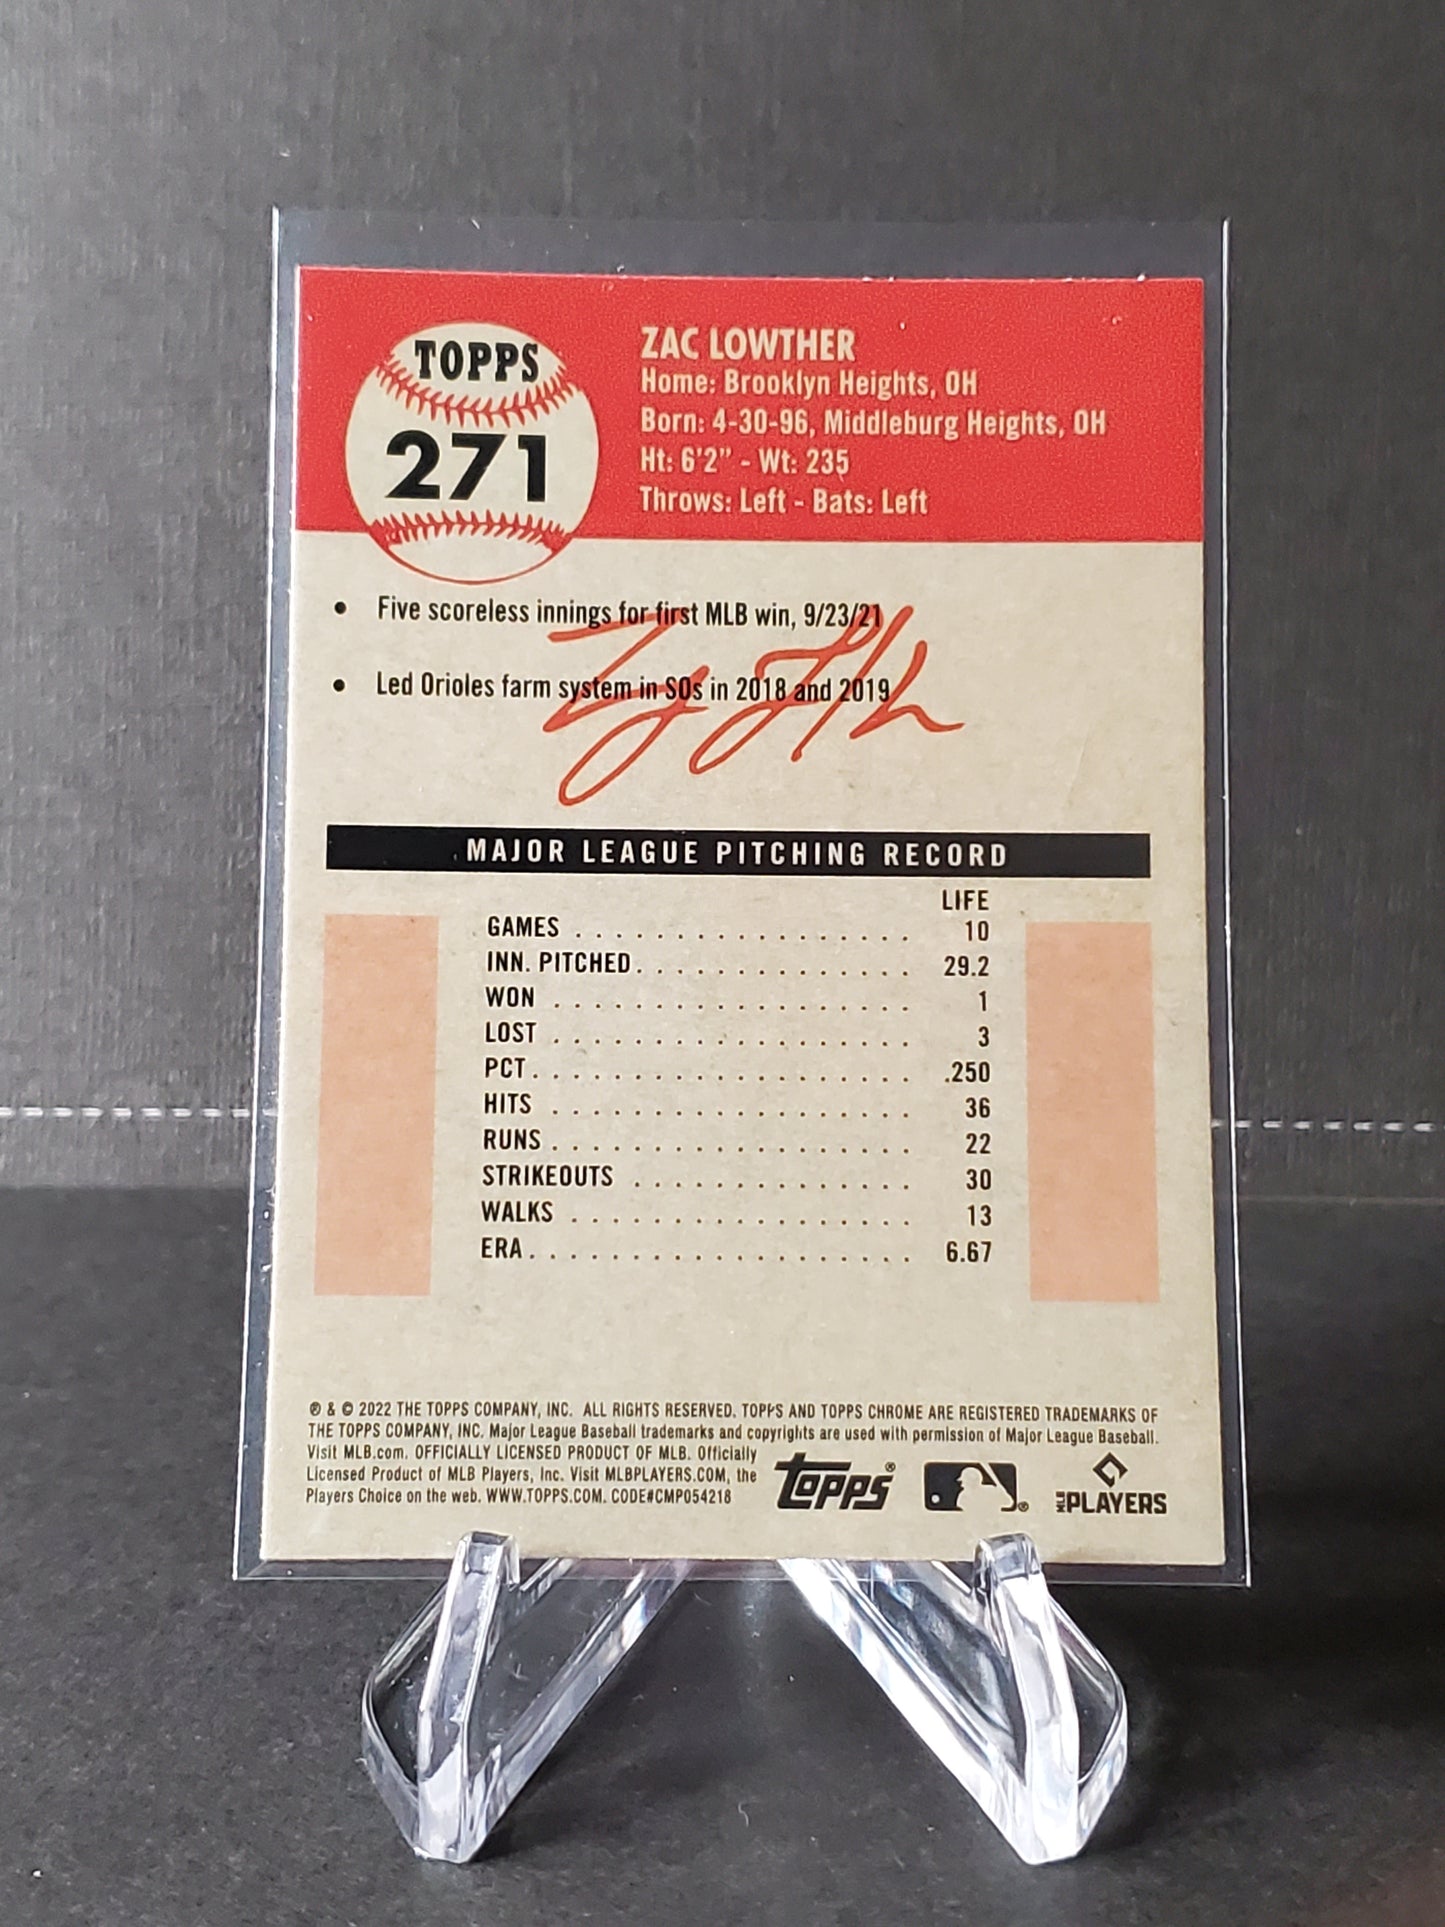 TOPPS
271
ZAC LOWTHER
Home: Brooklyn Heights, OH
Born: 4-30-96, Middleburg Heights, OH
Ht: 6'2" - Wt: 235
Throws: Left - Bats: Left
• Five scoreless innings for first MLB win, 9/23/21
• Led Orioles farm system in SOs in 2018 and 2019
MAJOR LEAGUE PITCHING RECORD
LIFE
GAMES 10
INN. PITCHED 29.2
WON 1
LOST 3
PCT. .250
HITS 36
RUNS 22
STRIKEOUTS 30
WALKS 13
ERA 6.67
® & © 2022 THE TOPPS COMPANY, INC. ALL RIGHTS RESERVED. TOPPS AND TOPPS CHROME ARE REGISTERED TRADEMARKS OF
THE TOPPS COMPANY, INC. Major League Baseball trademarks and copyrights are used with permission of Major League Baseball.
Visit MLB.com. OFFICIALLY LICENSED PRODUCT OF MLB. Officially
Licensed Product of MLB Players, Inc. Visit MLBPLAYERS.COM, the
Players Choice on the web. WWW.TOPPS.COM. CODE#CMP054218
Topps®
MLB PLAYERS